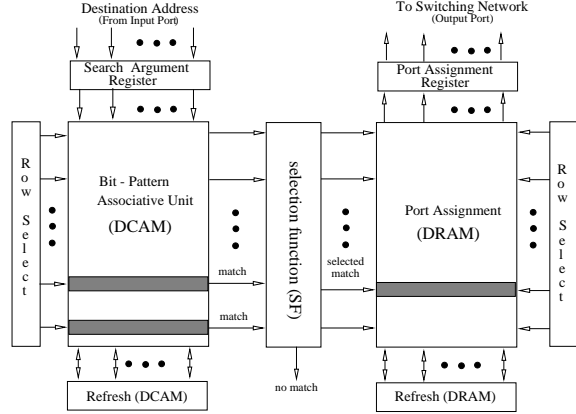 Destination Address
(From Input Port)
To Switching Network
(Output Port)
Search Argument
Register
Port Assignment
Register
Row Select
Bit - Pattern
Associative Unit
(DCAM)
selection function (SF)
Port Assignment
(DRAM)
Row Select
match
selected
match
match
no match
Refresh (DCAM)
Refresh (DRAM)